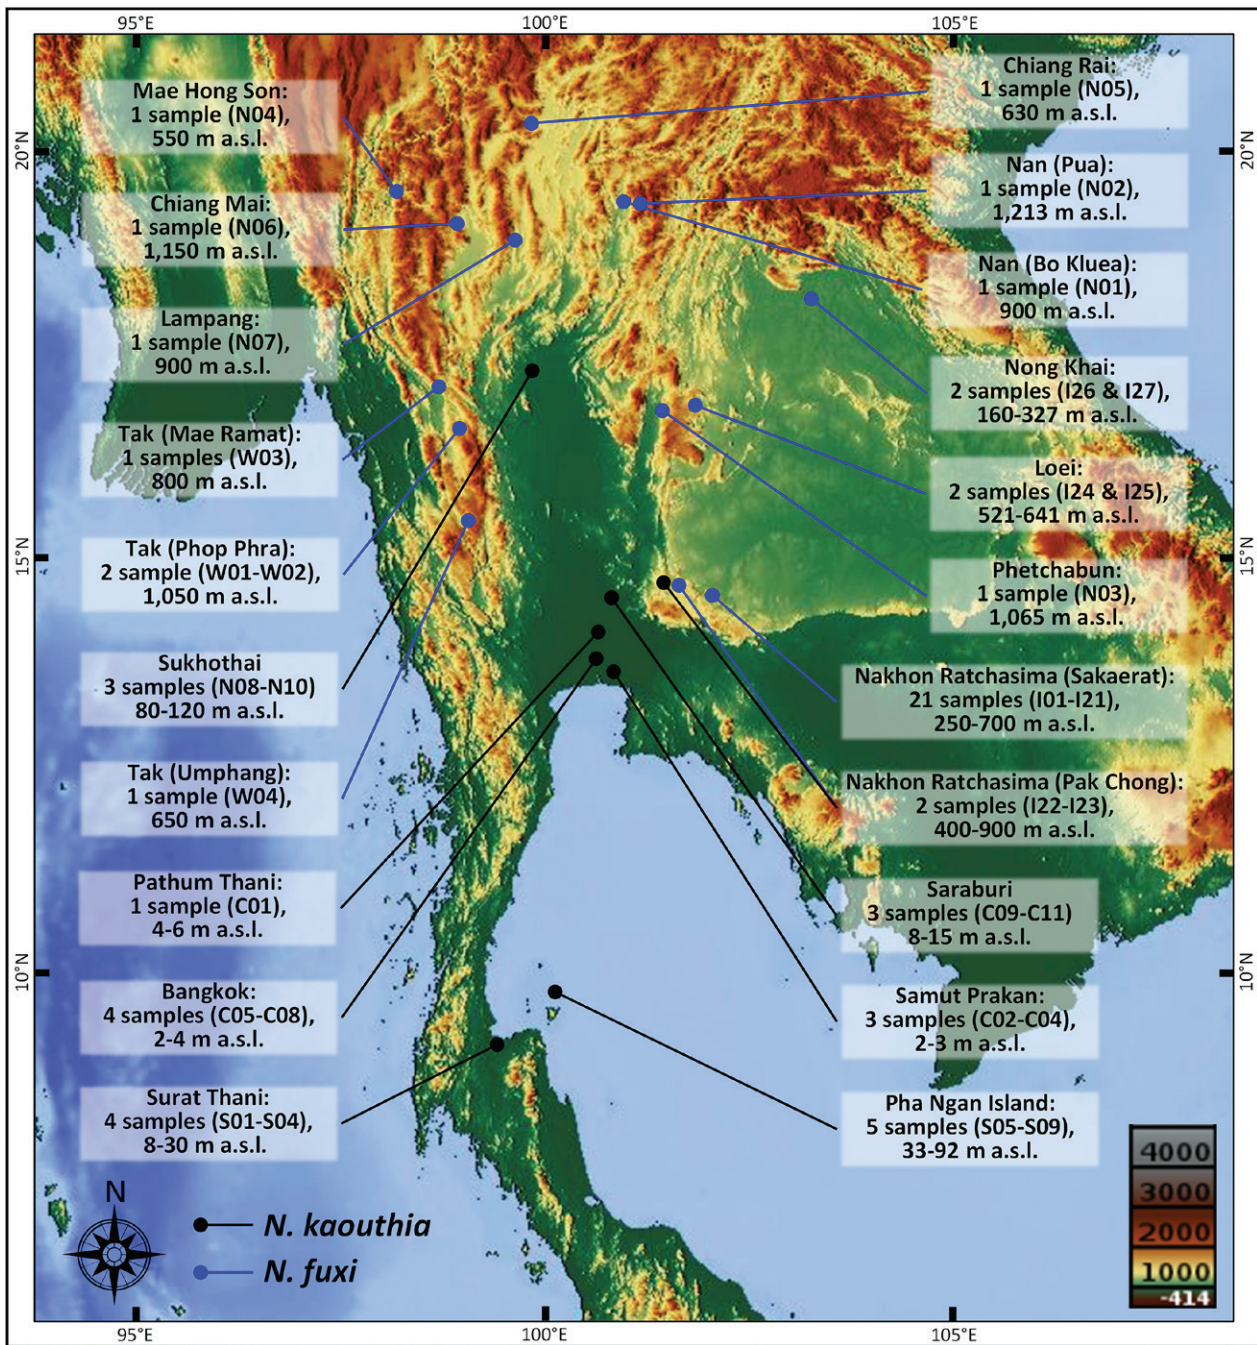 95°E
100°E
105°E
20°N
15°N
10°N
Mae Hong Son:
1 sample (N04),
550 m a.s.l.
Chiang Mai:
1 sample (N06),
1,150 m a.s.l.
Lampang:
1 sample (N07),
900 m a.s.l.
Tak (Mae Ramat):
1 samples (W03),
800 m a.s.l.
Tak (Phop Phra):
2 sample (W01-W02),
1,050 m a.s.l.
Sukhothai
3 samples (N08-N10)
80-120 m a.s.l.
Tak (Umphang):
1 sample (W04),
650 m a.s.l.
Pathum Thani:
1 sample (C01),
4-6 m a.s.l.
Bangkok:
4 samples (C05-C08),
2-4 m a.s.l.
Surat Thani:
4 samples (S01-S04),
8-30 m a.s.l.
Chiang Rai:
1 sample (N05),
630 m a.s.l.
Nan (Pua):
1 sample (N02),
1,213 m a.s.l.
Nan (Bo Kluea):
1 sample (N01),
900 m a.s.l.
Nong Khai:
2 samples (I26 & I27),
160-327 m a.s.l.
Loei:
2 samples (I24 & I25),
521-641 m a.s.l.
Phetchabun:
1 sample (N03),
1,065 m a.s.l.
Nakhon Ratchasima (Sakaerat):
21 samples (I01-I21),
250-700 m a.s.l.
Nakhon Ratchasima (Pak Chong):
2 samples (I22-I23),
400-900 m a.s.l.
Saraburi
3 samples (C09-C11)
8-15 m a.s.l.
Samut Prakan:
3 samples (C02-C04),
2-3 m a.s.l.
Pha Ngan Island:
5 samples (S05-S09),
33-92 m a.s.l.
20°N
15°N
10°N
N
N. kaouthia
N. fuxi
4000
3000
2000
1000
-414
95°E
100°E
105°E